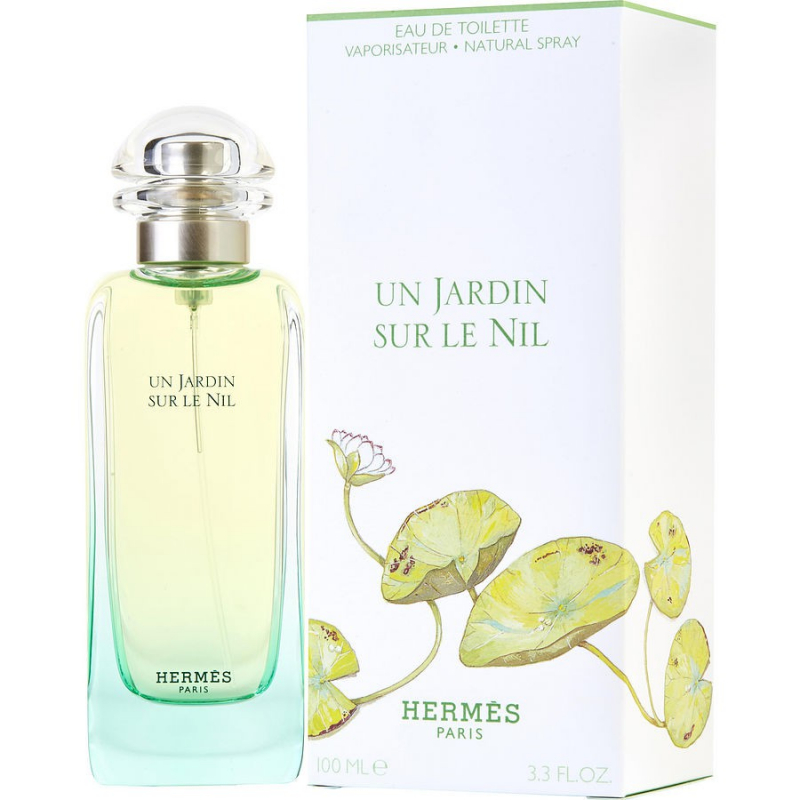 EAU DE TOILETTE
VAPORISATEUR • NATURAL SPRAY
UN JARDIN
SUR LE NIL
HERMÈS
PARIS
100 ML e
3.3 FL.OZ.
UN JARDIN
SUR LE NIL
HERMÈS
PARIS